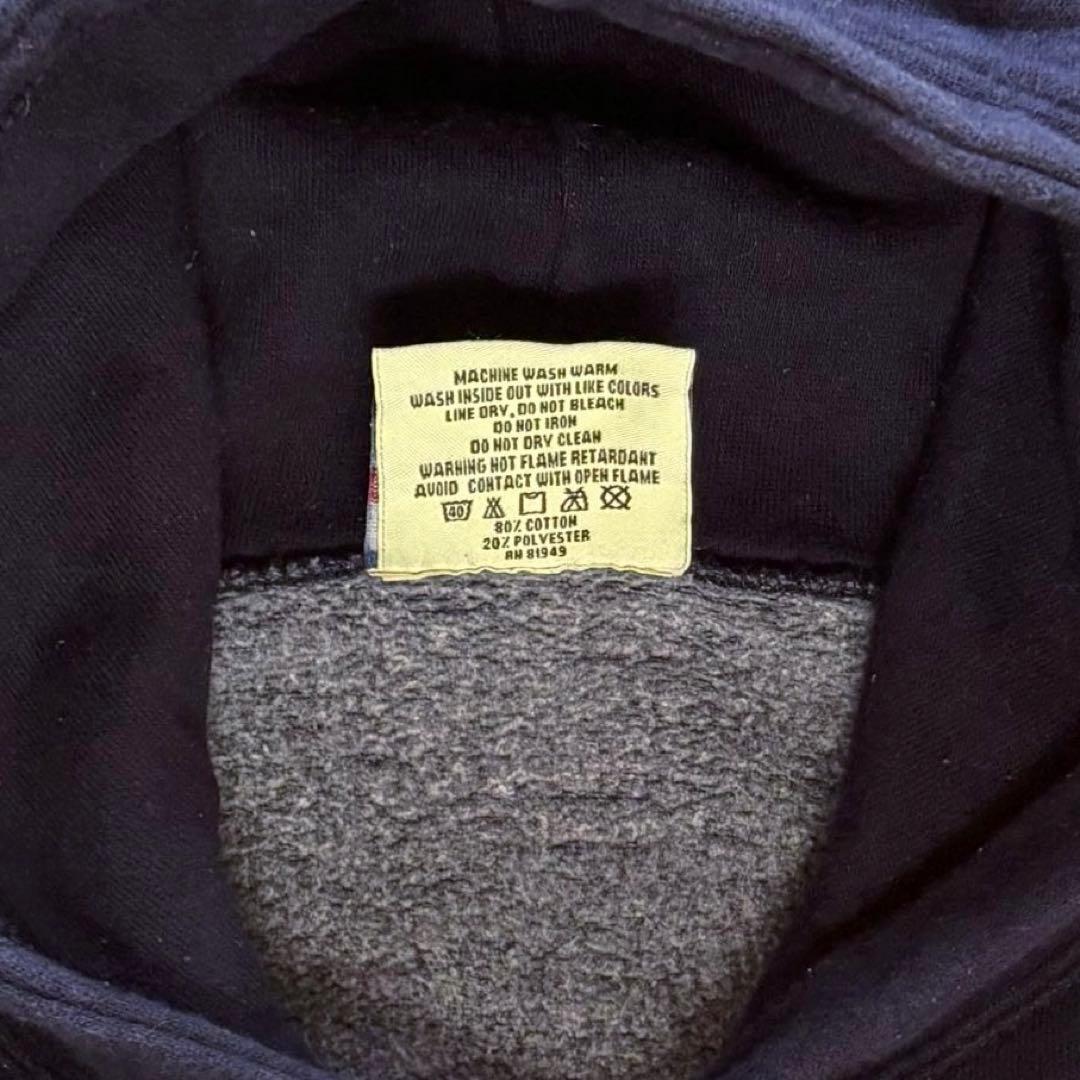 MACHINE WASH WARM
WASH INSIDE OUT WITH LIKE COLORS
LINE DRY, DO NOT BLEACH
DO NOT IRON
DO NOT DRY CLEAN
WARNING NOT FLAME RETARDANT
AVOID CONTACT WITH OPEN FLAME
40
80% COTTON
20% POLYESTER
RN 81949